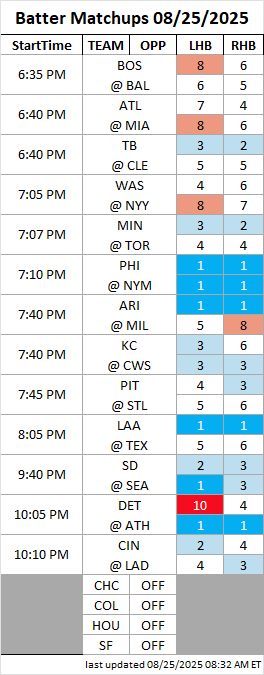 Batter Matchups 08/25/2025
StartTime TEAM OPP LHB RHB
6:35 PM BOS 8 6
@ BAL 6 5
6:40 PM ATL 7 4
@ MIA 8 6
6:40 PM TB 3 2
@ CLE 5 5
7:05 PM WAS 4 6
@ NYY 8 7
7:07 PM MIN 3 2
@ TOR 4 4
7:10 PM PHI 1 1
@ NYM 1 1
7:40 PM ARI 1 1
@ MIL 5 8
7:40 PM KC 3 6
@ CWS 3 3
7:45 PM PIT 4 3
@ STL 5 6
8:05 PM LAA 1 1
@ TEX 5 6
9:40 PM SD 2 3
@ SEA 1 3
10:05 PM DET 10 4
@ ATH 1 1
10:10 PM CIN 2 4
@ LAD 4 3
CHC OFF
COL OFF
HOU OFF
SF OFF
last updated 08/25/2025 08:32 AM ET